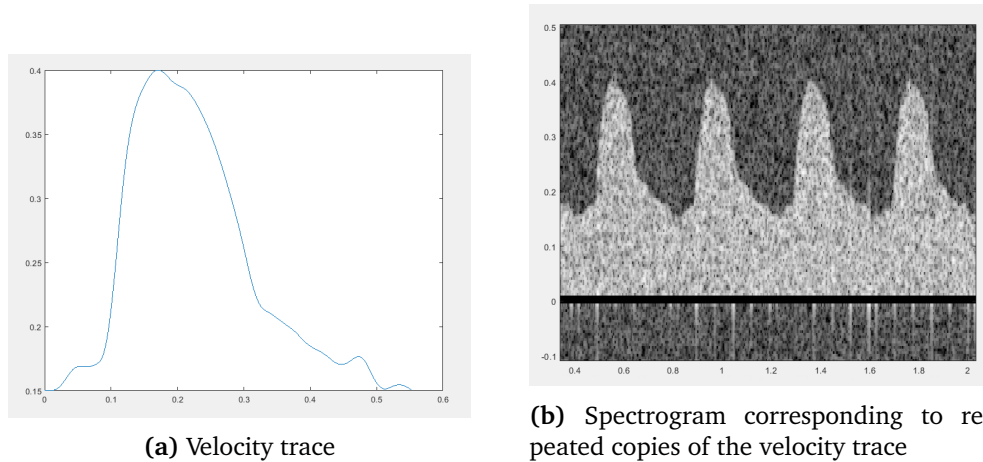 0.4
0.35
0.3
0.25
0.2
0.15
0 0.1 0.2 0.3 0.4 0.5 0.6
(a) Velocity trace
0.5
0.4
0.3
0.2
0.1
0
-0.1
0.4 0.6 0.8 1 1.2 1.4 1.6 1.8 2
(b) Spectrogram corresponding to re
peated copies of the velocity trace